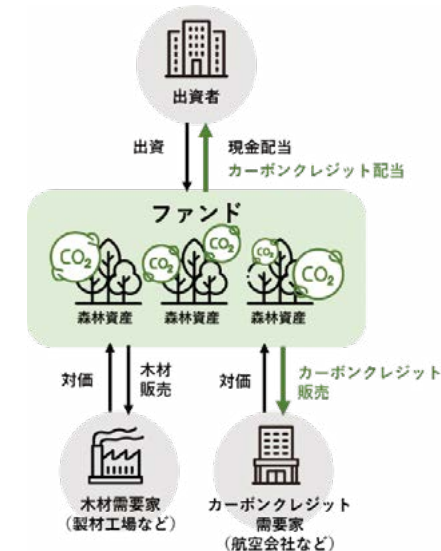 出資者
出資
現金配当
カーボンクレジット配当
ファンド
CO₂
CO₂
CO₂
CO₂
CO₂
森林資産
森林資産
森林資産
対価
木材
販売
対価
カーボンクレジット
販売
木材需要家
（製材工場など）
カーボンクレジット
需要家
（航空会社など）